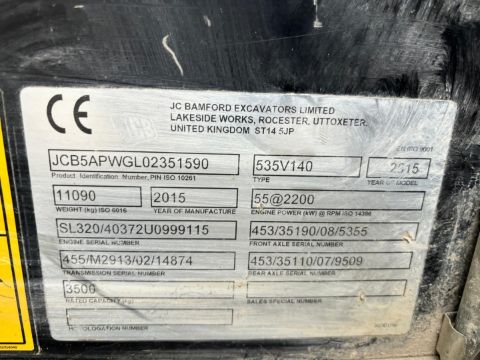 CE
JCB
JC BAMFORD EXCAVATORS LIMITED
LAKESIDE WORKS, ROCESTER, UTTOXETER,
UNITED KINGDOM ST14 5JP
EN ISO 9001
JCB5APWGL02351590 535V140 2015
Product Identification Number, PIN ISO 10261 TYPE YEAR OF MODEL
11090 2015 55@2200
WEIGHT (kg) ISO 6016 YEAR OF MANUFACTURE ENGINE POWER (kW) @ RPM ISO 14396
SL320/40372U0999115 453/35190/08/5355
ENGINE SERIAL NUMBER FRONT AXLE SERIAL NUMBER
455/M2913/02/14874 453/35110/07/9509
TRANSMISSION SERIAL NUMBER REAR AXLE SERIAL NUMBER
3500
RATED CAPACITY (kg) SALES SPECIAL NUMBER
HOMOLOGATION NUMBER